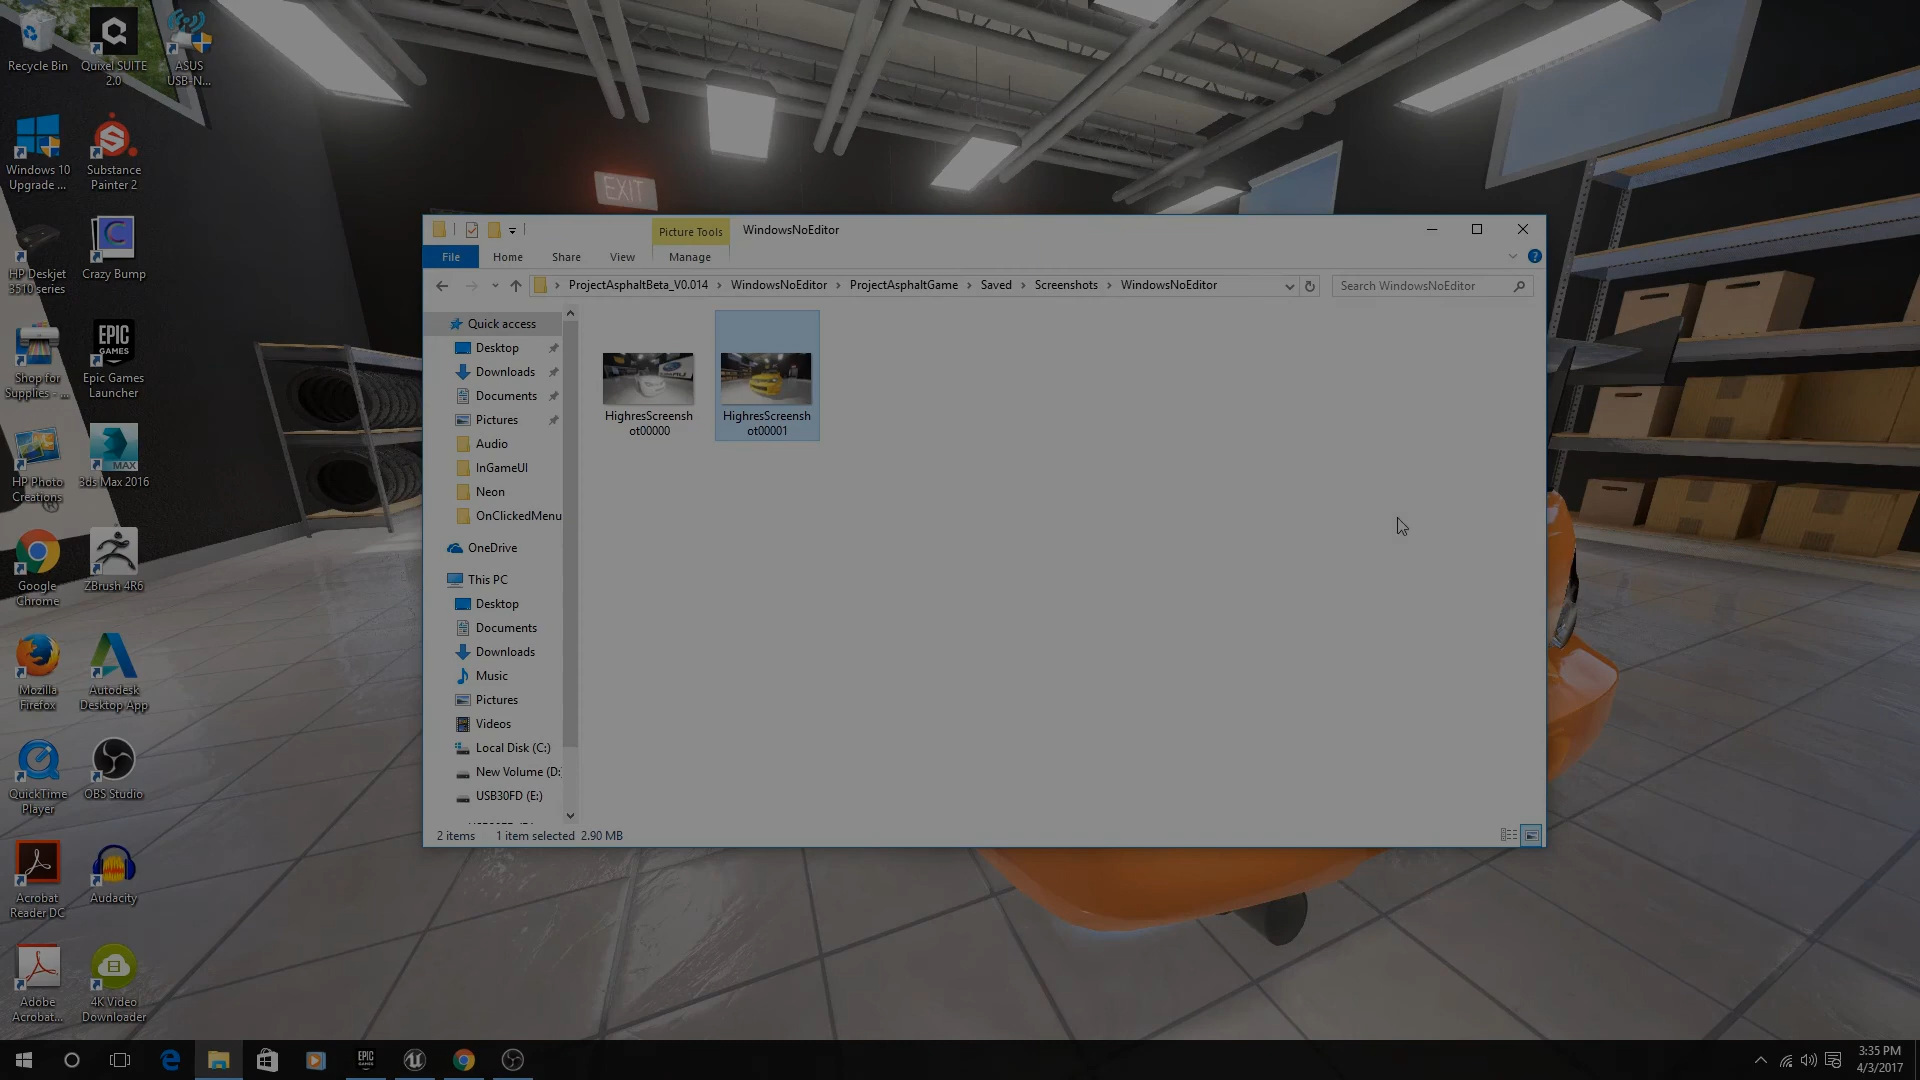 Recycle Bin
Quixel SUITE
2.0
ASUS
USB-N...
Windows 10
Upgrade ...
Substance
Painter 2
HP Deskjet
3510 series
Crazy Bump
Shop for
Supplies - ...
EPIC
GAMES
Epic Games
Launcher
HP Photo
Creations
MAX
3ds Max 2016
Google
Chrome
ZBrush 4R6
Mozilla
Firefox
Autodesk
Desktop App
QuickTime
Player
OBS Studio
Acrobat
Reader DC
Audacity
Adobe
Acrobat...
4K Video
Downloader
EXIT
Picture Tools
WindowsNoEditor
File
Home
Share
View
Manage
ProjectAsphaltBeta_V0.014
WindowsNoEditor
ProjectAsphaltGame
Saved
Screenshots
WindowsNoEditor
Search WindowsNoEditor
Quick access
Desktop
Downloads
Documents
Pictures
Audio
InGameUI
Neon
OnClickedMenu
OneDrive
This PC
Desktop
Documents
Downloads
Music
Pictures
Videos
Local Disk (C:)
New Volume (D:
USB30FD (E:)
HighresScreensh
ot00000
HighresScreensh
ot00001
2 items
1 item selected 2.90 MB
EPIC
GAMES
3:35 PM
4/3/2017